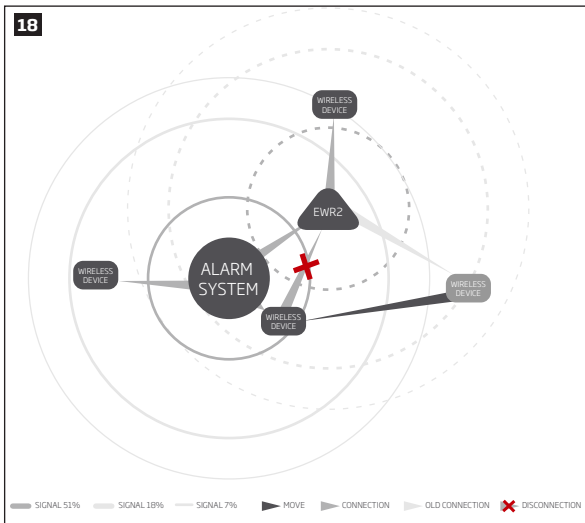 18
WIRELESS
DEVICE
EWR2
WIRELESS
DEVICE
ALARM
SYSTEM
WIRELESS
DEVICE
WIRELESS
DEVICE
SIGNAL 51% SIGNAL 18% SIGNAL 7% MOVE CONNECTION OLD CONNECTION DISCONNECTION